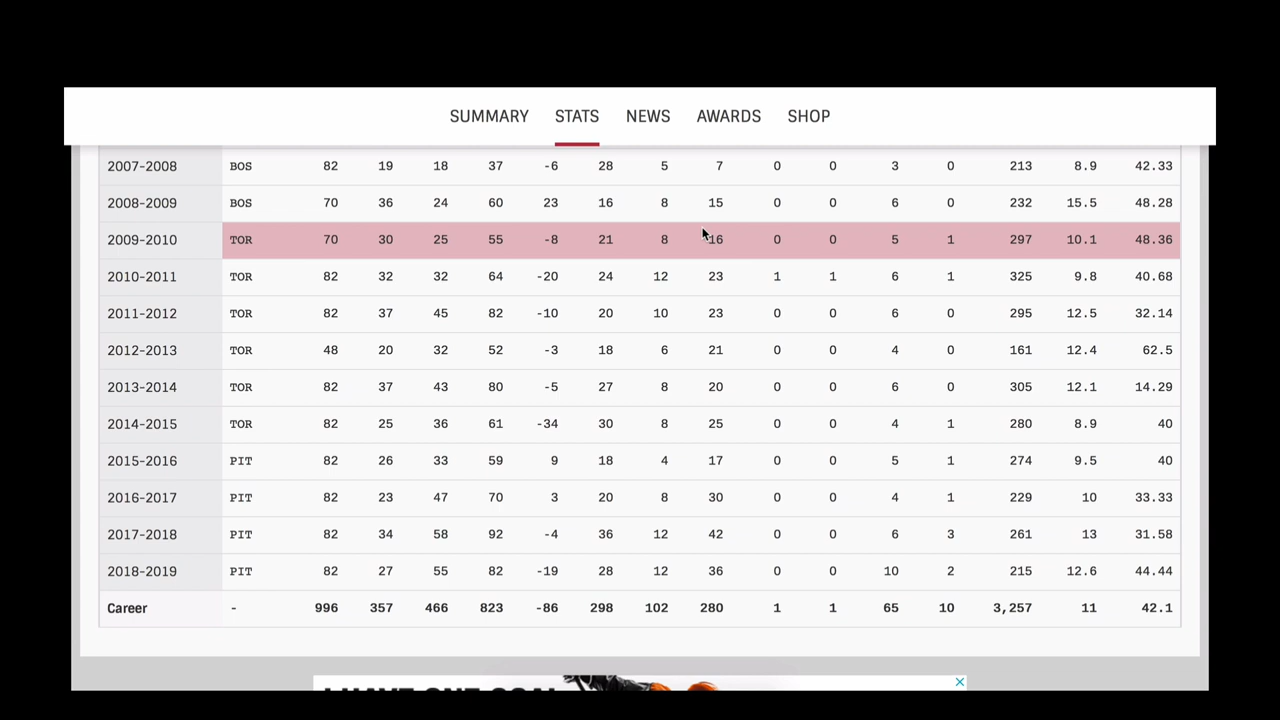 SUMMARY STATS NEWS AWARDS SHOP
2007-2008 BOS 82 19 18 37 -6 28 5 7 0 0 3 0 213 8.9 42.33
2008-2009 BOS 70 36 24 60 23 16 8 15 0 0 6 0 232 15.5 48.28
2009-2010 TOR 70 30 25 55 -8 21 8 16 0 0 5 1 297 10.1 48.36
2010-2011 TOR 82 32 32 64 -20 24 12 23 1 1 6 1 325 9.8 40.68
2011-2012 TOR 82 37 45 82 -10 20 10 23 0 0 6 0 295 12.5 32.14
2012-2013 TOR 48 20 32 52 -3 18 6 21 0 0 4 0 161 12.4 62.5
2013-2014 TOR 82 37 43 80 -5 27 8 20 0 0 6 0 305 12.1 14.29
2014-2015 TOR 82 25 36 61 -34 30 8 25 0 0 4 1 280 8.9 40
2015-2016 PIT 82 26 33 59 9 18 4 17 0 0 5 1 274 9.5 40
2016-2017 PIT 82 23 47 70 3 20 8 30 0 0 4 1 229 10 33.33
2017-2018 PIT 82 34 58 92 -4 36 12 42 0 0 6 3 261 13 31.58
2018-2019 PIT 82 27 55 82 -19 28 12 36 0 0 10 2 215 12.6 44.44
Career - 996 357 466 823 -86 298 102 280 1 1 65 10 3,257 11 42.1
I HAVE ONE GOAL